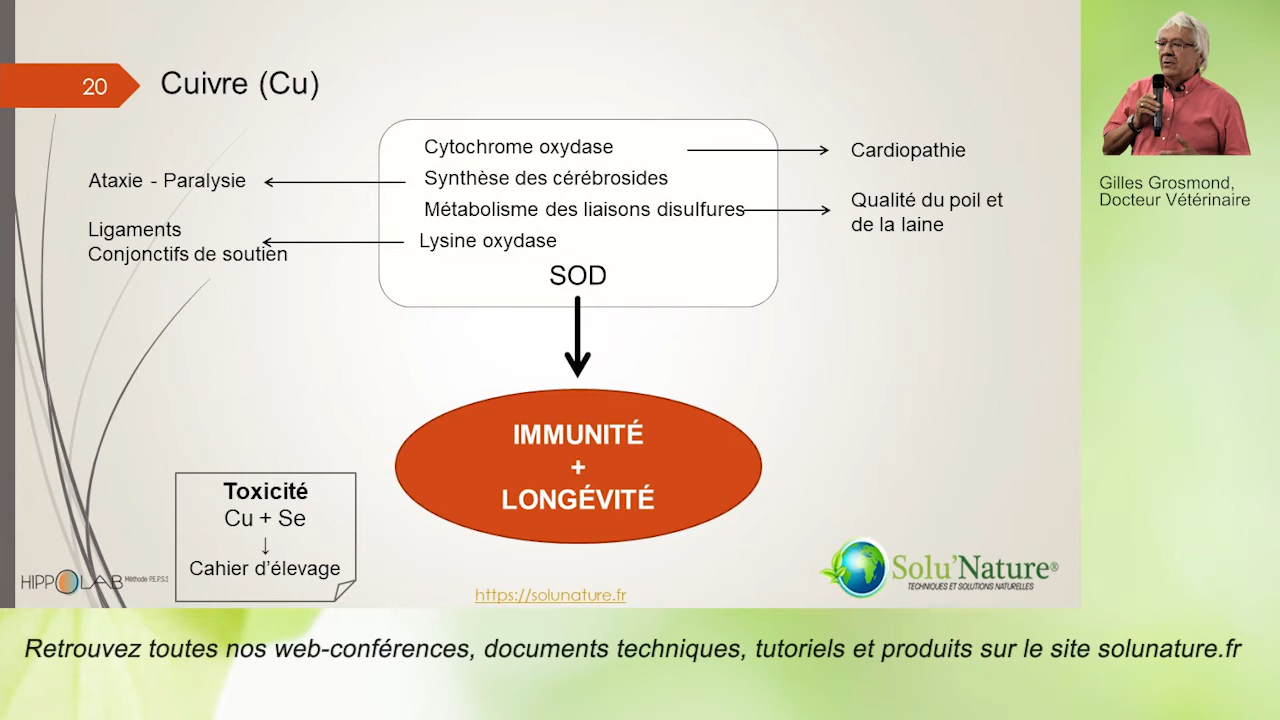 20
Cuivre (Cu)
Cytochrome oxydase
Synthèse des cérébrosides
Métabolisme des liaisons disulfures
Lysine oxydase
SOD
Cardiopathie
Qualité du poil et
de la laine
Ataxie - Paralysie
Ligaments
Conjonctifs de soutien
IMMUNITÉ
+
LONGÉVITÉ
Toxicité
Cu + Se
↓
Cahier d'élevage
HIPPOLAB Méthode P.E.P.S.S
https://solunature.fr
Solu'Nature®
TECHNIQUES ET SOLUTIONS NATURELLES
Gilles Grosmond,
Docteur Vétérinaire
Retrouvez toutes nos web-conférences, documents techniques, tutoriels et produits sur le site solunature.fr